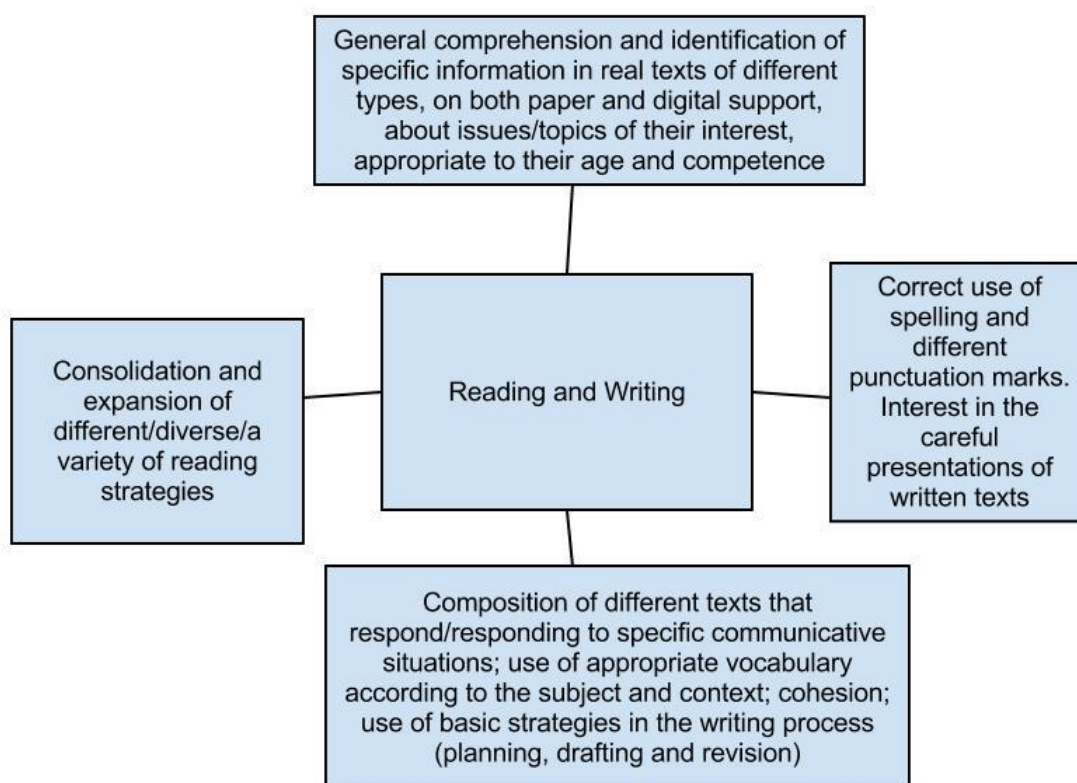 General comprehension and identification of
specific information in real texts of different
types, on both paper and digital support,
about issues/topics of their interest,
appropriate to their age and competence
Consolidation and
expansion of
different/diverse/a
variety of reading
strategies
Reading and Writing
Correct use of
spelling and
different
punctuation marks.
Interest in the
careful
presentations of
written texts
Composition of different texts that
respond/responding to specific communicative
situations; use of appropriate vocabulary
according to the subject and context; cohesion;
use of basic strategies in the writing process
(planning, drafting and revision)